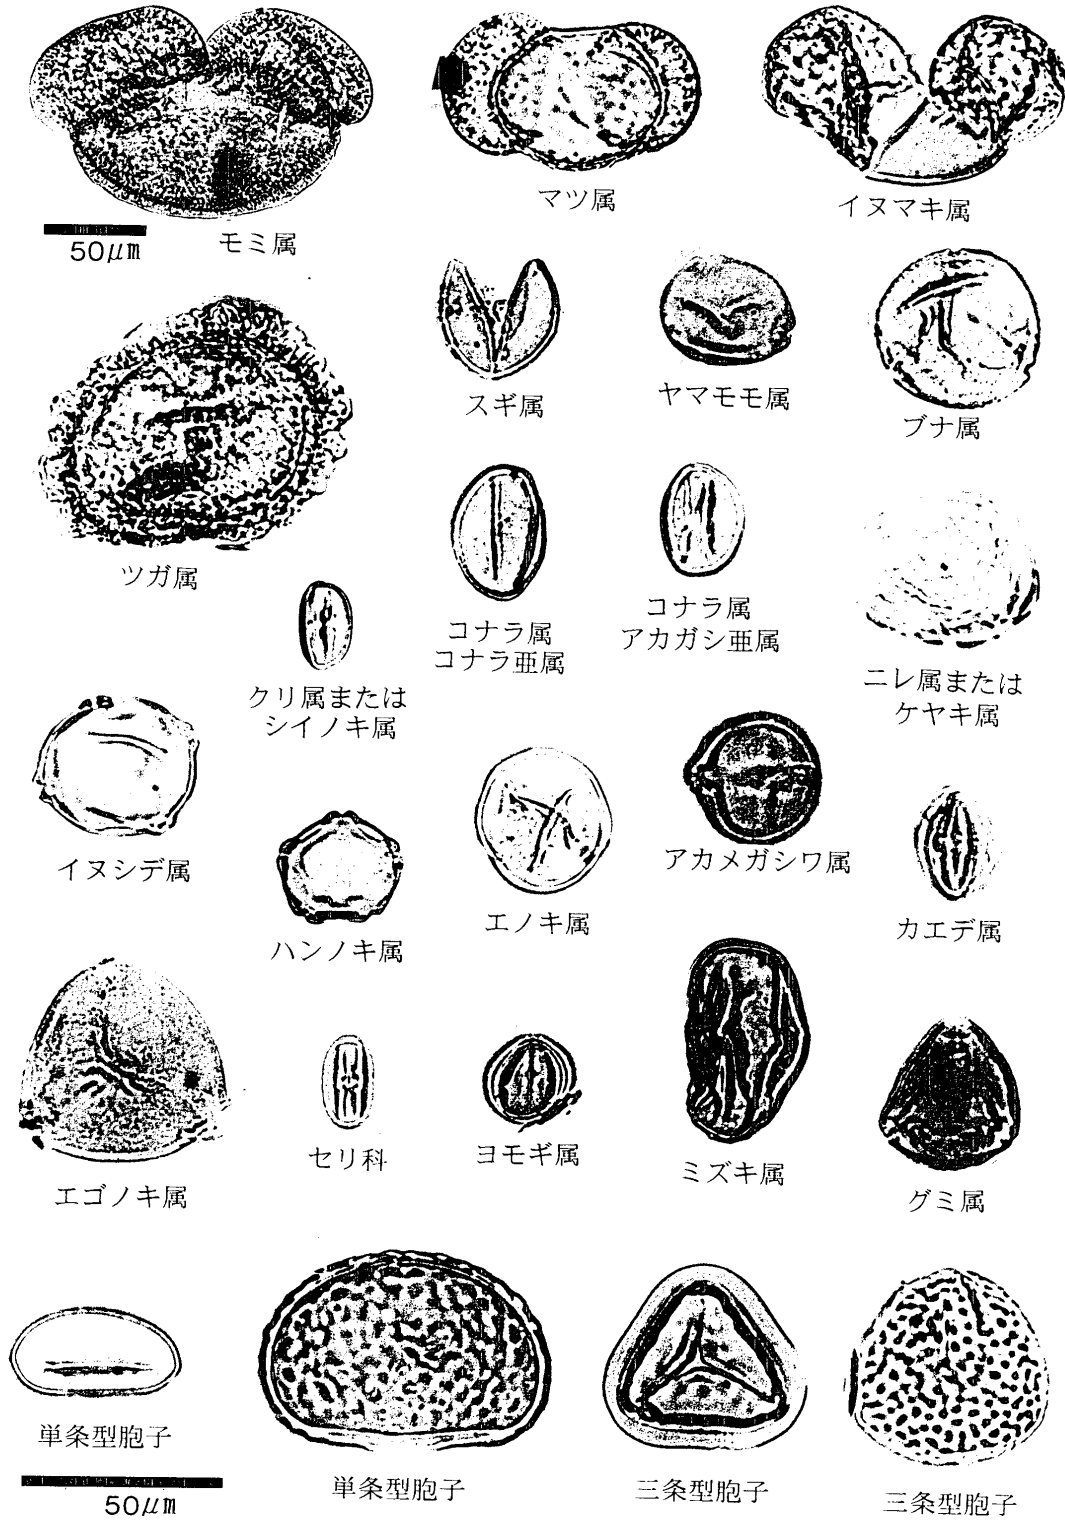 マツ属
イヌマキ属
モミ属
50μm
スギ属
ヤマモモ属
ブナ属
ツガ属
コナラ属
コナラ亜属
コナラ属
アカガシ亜属
クリ属または
シイノキ属
ニレ属または
ケヤキ属
イヌシデ属
アカメガシワ属
ハンノキ属
エノキ属
カエデ属
エゴノキ属
セリ科
ヨモギ属
ミズキ属
グミ属
単条型胞子
50μm
単条型胞子
三条型胞子
三条型胞子